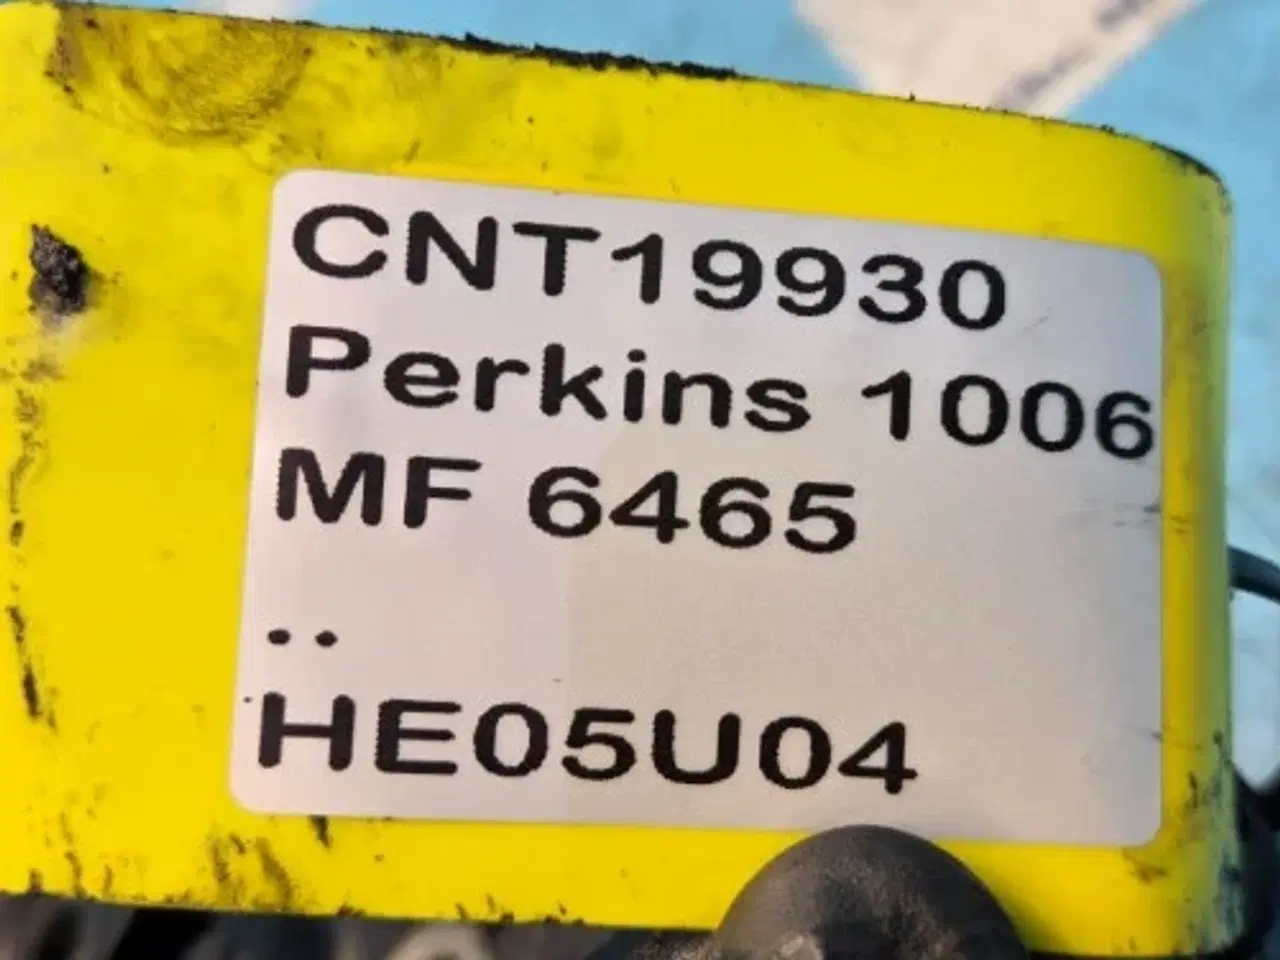 CNT19930
Perkins 1006
MF 6465
..
HE05U04